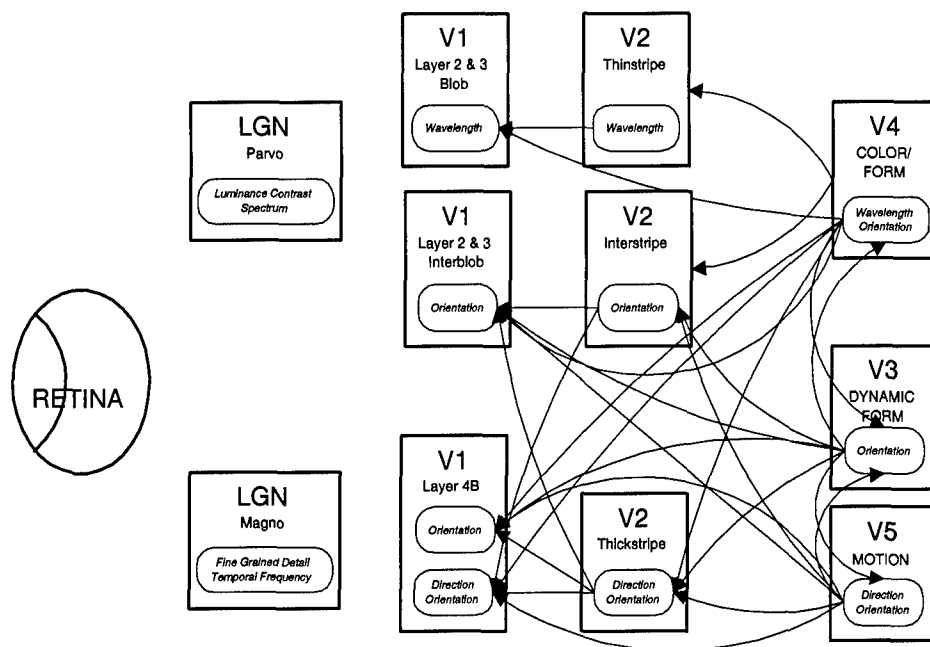 V1
Layer 2 & 3
Blob
Wavelength
V2
Thinstripe
Wavelength
LGN
Parvo
Luminance Contrast
Spectrum
V4
COLOR/
FORM
Wavelength
Orientation
V1
Layer 2 & 3
Interblob
Orientation
V2
Interstripe
Orientation
RETINA
V3
DYNAMIC
FORM
Orientation
LGN
Magno
Fine Grained Detail
Temporal Frequency
V1
Layer 4B
Orientation
Direction
Orientation
V2
Thickstripe
Direction
Orientation
V5
MOTION
Direction
Orientation